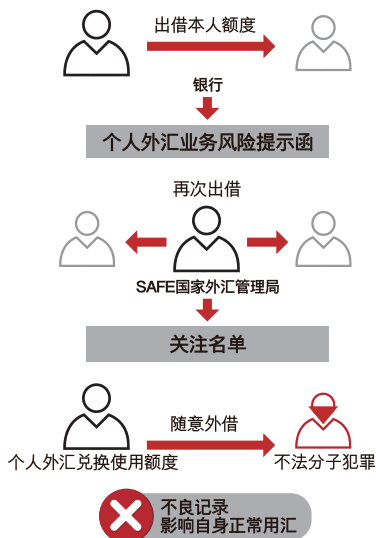 出借本人额度
银行
个人外汇业务风险提示函
再次出借
SAFE国家外汇管理局
关注名单
随意外借
个人外汇兑换使用额度
不法分子犯罪
不良记录
影响自身正常用汇